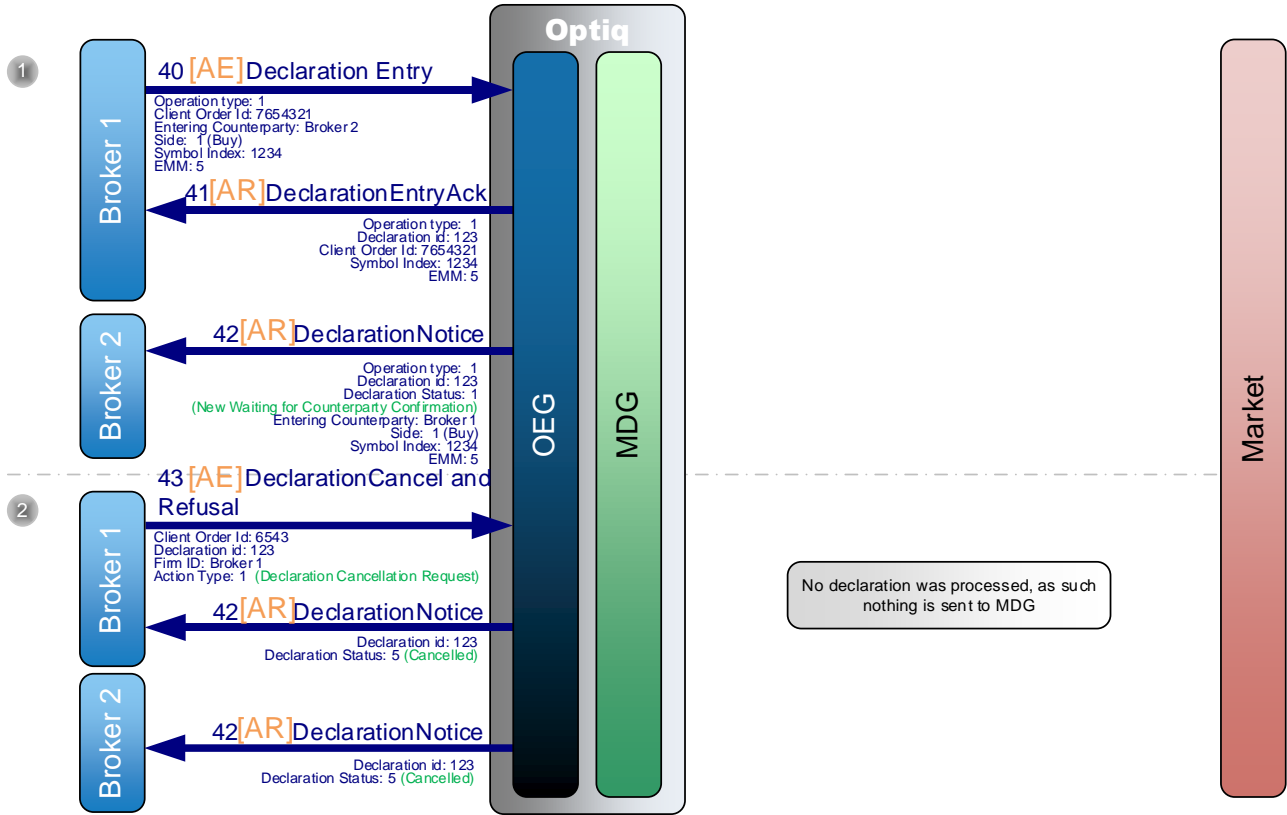 Optiq
1
40 [AE] Declaration Entry
Operation type: 1
Client Order Id: 7654321
Entering Counterparty: Broker 2
Side: 1 (Buy)
Symbol Index: 1234
EMM: 5
Broker 1
41 [AR] DeclarationEntryAck
Operation type: 1
Declaration id: 123
Client Order Id: 7654321
Symbol Index: 1234
EMM: 5
42 [AR] DeclarationNotice
Broker 2
Operation type: 1
Declaration id: 123
Declaration Status: 1
(New Waiting for Counterparty Confirmation)
Entering Counterparty: Broker 1
Side: 1 (Buy)
Symbol Index: 1234
EMM: 5
OEG
MDG
Market
43 [AE] DeclarationCancel and
Refusal
2
Client Order Id: 6543
Declaration id: 123
Firm ID: Broker 1
Action Type: 1 (Declaration Cancellation Request)
Broker 1
42 [AR] DeclarationNotice
Declaration id: 123
Declaration Status: 5 (Cancelled)
No declaration was processed, as such
nothing is sent to MDG
Broker 2
42 [AR] DeclarationNotice
Declaration id: 123
Declaration Status: 5 (Cancelled)